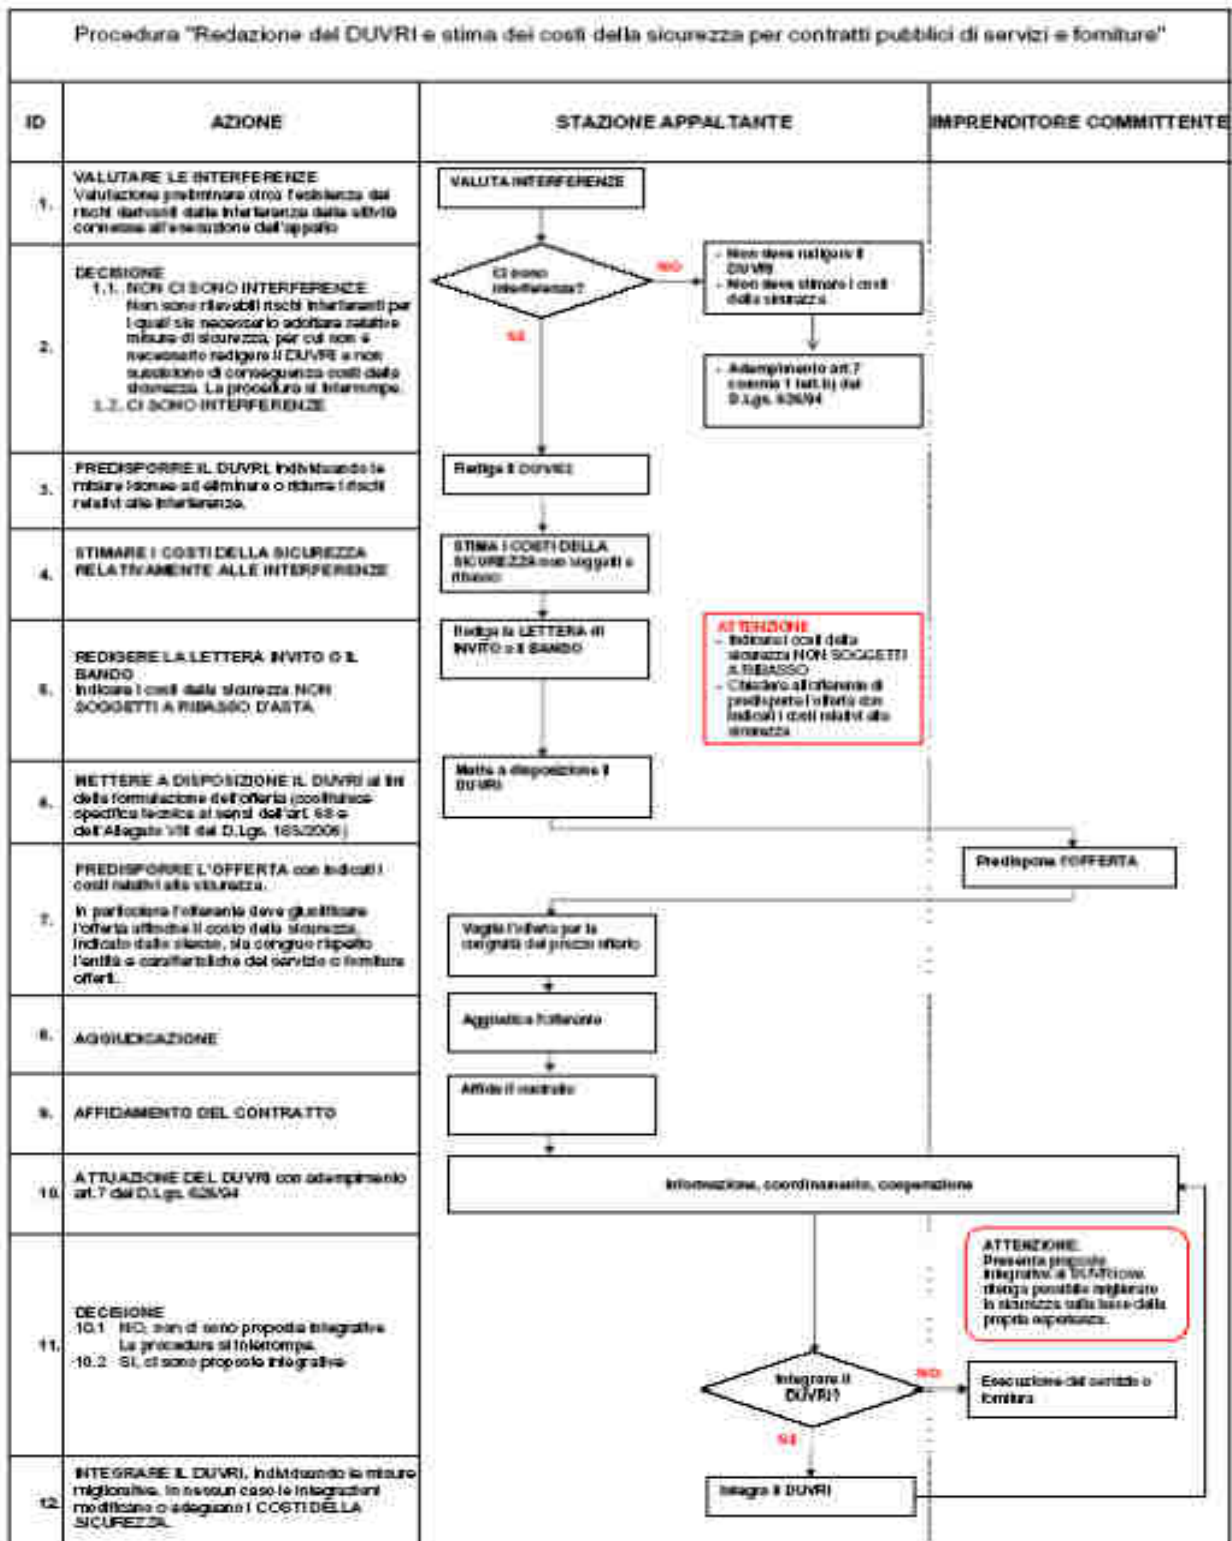 Procedura "Redazione del DUVRI e stima dei costi della sicurezza per contratti pubblici di servizi e forniture"
ID
AZIONE
STAZIONE APPALTANTE
IMPRENDITORE COMMITTENTE
1.
VALUTARE LE INTERFERENZE
Valutazione preliminare circa l'esistenza dei
rischi derivanti dalle interferenze delle attività
connesse all'esecuzione dell'appalto
VALUTA INTERFERENZE
2.
DECISIONE
1.1. NON CI SONO INTERFERENZE
Non sono rilevabili rischi interferenti per
i quali sia necessario adottare relative
misure di sicurezza, per cui non è
necessario redigere il DUVRI e non
sussistono di conseguenza costi della
sicurezza. La procedura si interrompe.
1.2. CI SONO INTERFERENZE
Ci sono
interferenze?
NO
SI
- Non deve redigere il
DUVRI
- Non deve stimare i costi
della sicurezza
- Adempimento art.7
comma 1 lett.b) del
D.Lgs. 626/94
3.
PREDISPORRE IL DUVRI, individuando le
misure idonee ad eliminare o ridurre i rischi
relativi alle interferenze.
Redige il DUVRI
4.
STIMARE I COSTI DELLA SICUREZZA
RELATIVAMENTE ALLE INTERFERENZE
STIMA I COSTI DELLA
SICUREZZA non soggetti a
ribasso
5.
REDIGERE LA LETTERA INVITO O IL
BANDO
Indicare i costi della sicurezza NON
SOGGETTI A RIBASSO D'ASTA
Redige la LETTERA di
INVITO o il BANDO
ATTENZIONE
- Indicare i costi della
sicurezza NON SOGGETTI
A RIBASSO
- Chiedere all'offerente di
predisporre l'offerta con
indicati i costi relativi alla
sicurezza
6.
METTERE A DISPOSIZIONE IL DUVRI ai fini
della formulazione dell'offerta (costituisce
specifica tecnica ai sensi dell'art. 68 e
dell'Allegato VIII del D.Lgs. 163/2006)
Mette a disposizione il
DUVRI
7.
PREDISPORRE L'OFFERTA con indicati i
costi relativi alla sicurezza.
In particolare l'offerente deve giustificare
l'offerta affinché il costo della sicurezza,
indicato dallo stesso, sia congruo rispetto
l'entità e caratteristiche del servizio o fornitura
offerti.
Predispone l'OFFERTA
Vaglia l'offerta per la
congruità del prezzo offerto
8.
AGGIUDICAZIONE
Aggiudica l'offerente
9.
AFFIDAMENTO DEL CONTRATTO
Affida il contratto
10.
ATTUAZIONE DEL DUVRI con adempimento
art.7 del D.Lgs. 626/94
Informazione, coordinamento, cooperazione
11.
DECISIONE
10.1 NO, non ci sono proposte integrative
La procedura si interrompe.
10.2 SI, ci sono proposte integrative
ATTENZIONE:
Presenta proposte
integrative al DUVRI ove
ritenga possibile migliorare
la sicurezza sulla base della
propria esperienza.
Integrare il
DUVRI?
NO
SI
Esecuzione del servizio o
fornitura
12.
INTEGRARE IL DUVRI, individuando le misure
migliorative. In nessun caso le integrazioni
modificano o adeguano i COSTI DELLA
SICUREZZA.
Integra il DUVRI